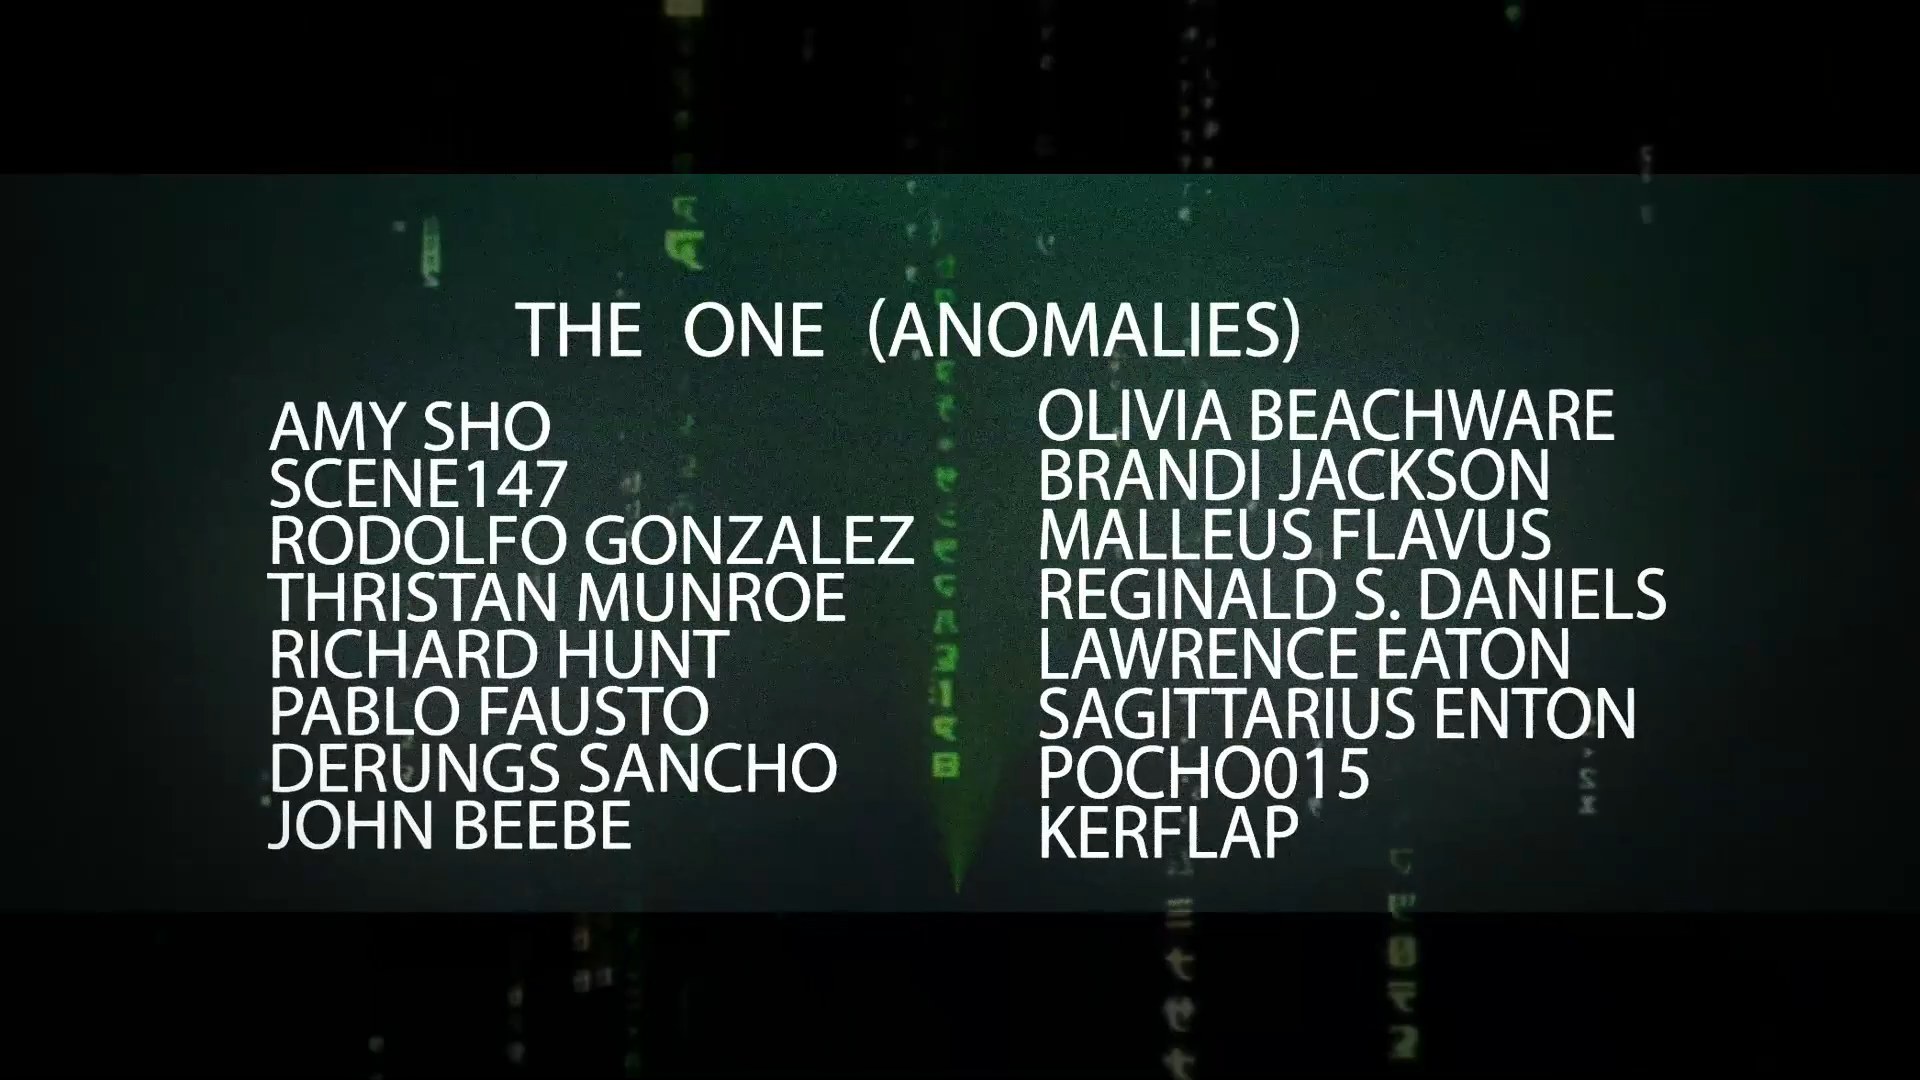 THE ONE (ANOMALIES)
AMY SHO
SCENE147
RODOLFO GONZALEZ
THRISTAN MUNROE
RICHARD HUNT
PABLO FAUSTO
DERUNGS SANCHO
JOHN BEEBE
OLIVIA BEACHWARE
BRANDI JACKSON
MALLEUS FLAVUS
REGINALD S. DANIELS
LAWRENCE EATON
SAGITTARIUS ENTON
POCHO015
KERFLAP